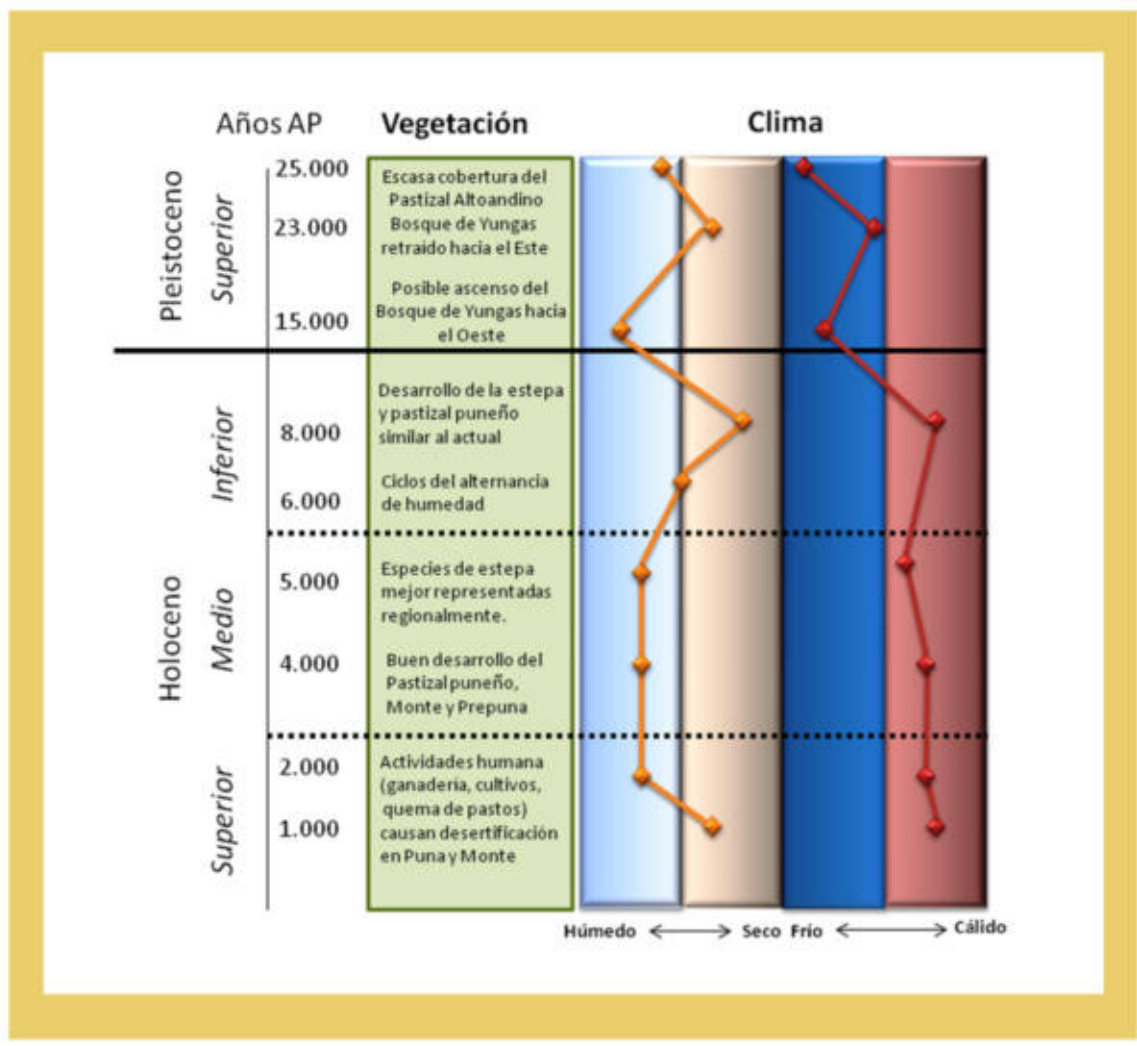 Años AP
Vegetación
Clima
Pleistoceno
Superior
25.000
23.000
15.000
Escasa cobertura del
Pastizal Altoandino
Bosque de Yungas
retraido hacia el Este
Posible ascenso del
Bosque de Yungas hacia
el Oeste
Holoceno
Inferior
8.000
6.000
Desarrollo de la estepa
y pastizal puneño
similar al actual
Ciclos del alternancia
de humedad
Medio
5.000
4.000
Especies de estepa
mejor representadas
regionalmente.
Buen desarrollo del
Pastizal puneño,
Monte y Prepuna
Superior
2.000
1.000
Actividades humana
(ganadería, cultivos,
quema de pastos)
causan desertificación
en Puna y Monte
Húmedo
Seco
Frío
Cálido